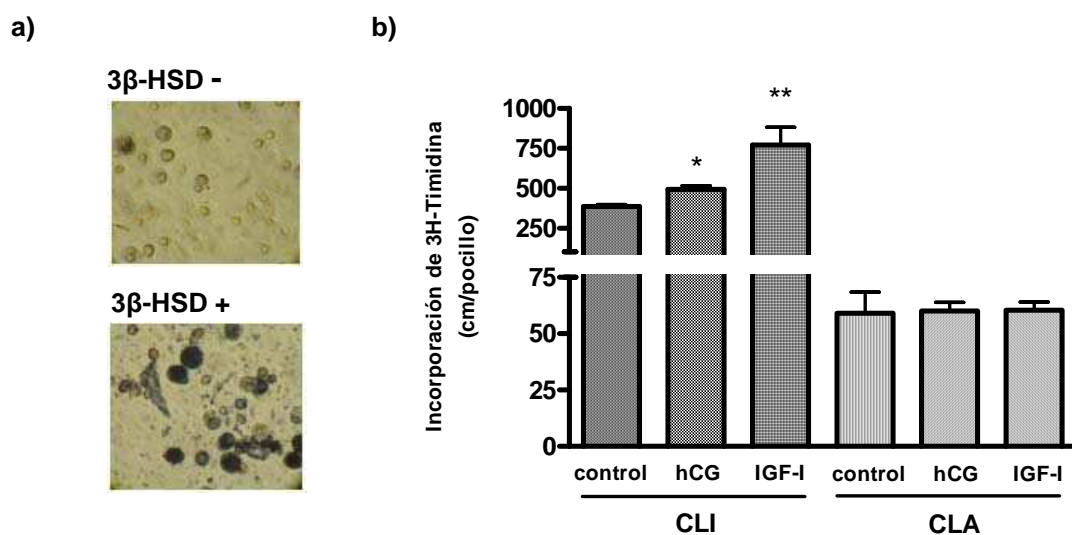 a)
3β-HSD -
3β-HSD +
b)
Incorporación de 3H-Timidina
(cm/pocillo)
1000
750
500
250
75
50
25
0
*
**
control hCG IGF-I control hCG IGF-I
CLI CLA